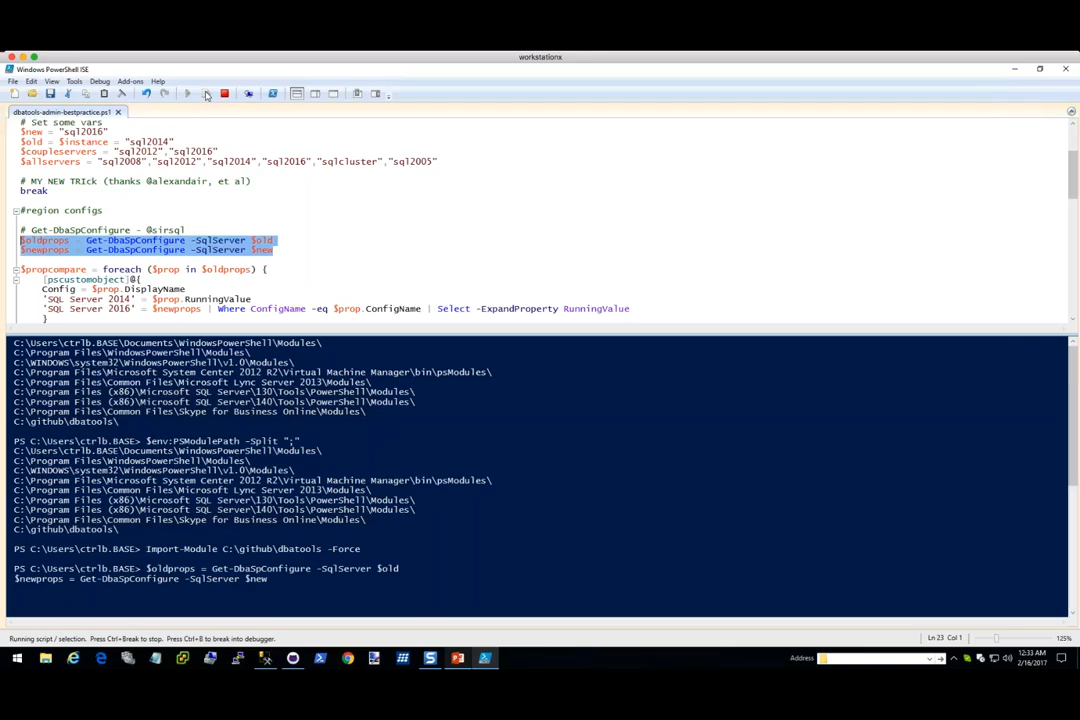 workstationx
Windows PowerShell ISE
File Edit View Tools Debug Add-ons Help
dbatools-admin-bestpractice.ps1
# Set some vars
$new = "sql2016"
$old = $instance = "sql2014"
$coupleservers = "sql2012","sql2016"
$allservers = "sql2008","sql2012","sql2014","sql2016","sqlcluster","sql2005"
# MY NEW TRIck (thanks @alexandair, et al)
break
#region configs
# Get-DbaSpConfigure - @sirsql
$oldprops = Get-DbaSpConfigure -SqlServer $old
$newprops = Get-DbaSpConfigure -SqlServer $new
$propcompare = foreach ($prop in $oldprops) {
[pscustomobject]@{
Config = $prop.DisplayName
'SQL Server 2014' = $prop.RunningValue
'SQL Server 2016' = $newprops | Where ConfigName -eq $prop.ConfigName | Select -ExpandProperty RunningValue
}
C:\Users\ctrlb.BASE\Documents\WindowsPowerShell\Modules\
C:\Program Files\WindowsPowerShell\Modules\
C:\WINDOWS\system32\WindowsPowerShell\v1.0\Modules\
C:\Program Files\Microsoft System Center 2012 R2\Virtual Machine Manager\bin\psModules\
C:\Program Files\Common Files\Microsoft Lync Server 2013\Modules\
C:\Program Files (x86)\Microsoft SQL Server\130\Tools\PowerShell\Modules\
C:\Program Files (x86)\Microsoft SQL Server\140\Tools\PowerShell\Modules\
C:\Program Files\Common Files\Skype for Business Online\Modules\
C:\github\dbatools\
PS C:\Users\ctrlb.BASE> $env:PSModulePath -Split ";"
C:\Users\ctrlb.BASE\Documents\WindowsPowerShell\Modules\
C:\Program Files\WindowsPowerShell\Modules\
C:\WINDOWS\system32\WindowsPowerShell\v1.0\Modules\
C:\Program Files\Microsoft System Center 2012 R2\Virtual Machine Manager\bin\psModules\
C:\Program Files\Common Files\Microsoft Lync Server 2013\Modules\
C:\Program Files (x86)\Microsoft SQL Server\130\Tools\PowerShell\Modules\
C:\Program Files (x86)\Microsoft SQL Server\140\Tools\PowerShell\Modules\
C:\Program Files\Common Files\Skype for Business Online\Modules\
C:\github\dbatools\
PS C:\Users\ctrlb.BASE> Import-Module C:\github\dbatools -Force
PS C:\Users\ctrlb.BASE> $oldprops = Get-DbaSpConfigure -SqlServer $old
$newprops = Get-DbaSpConfigure -SqlServer $new
Running script / selection. Press Ctrl+Break to stop. Press Ctrl+B to break into debugger.
Ln 23 Col 1
125%
Address
12:33 AM
2/16/2017